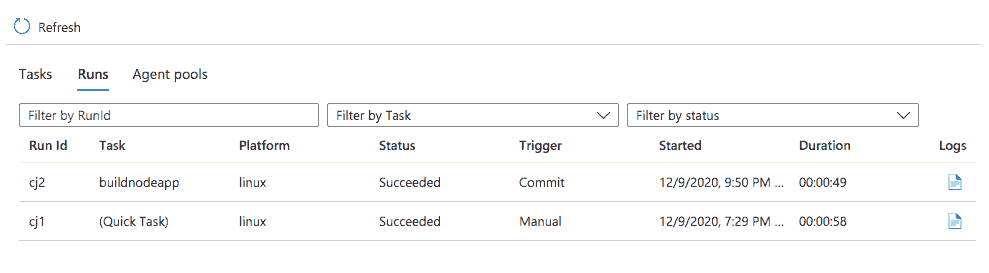 Refresh
Tasks Runs Agent pools
Filter by RunId Filter by Task Filter by status
Run Id Task Platform Status Trigger Started Duration Logs
cj2 buildnodeapp linux Succeeded Commit 12/9/2020, 9:50 PM ... 00:00:49
cj1 (Quick Task) linux Succeeded Manual 12/9/2020, 7:29 PM ... 00:00:58